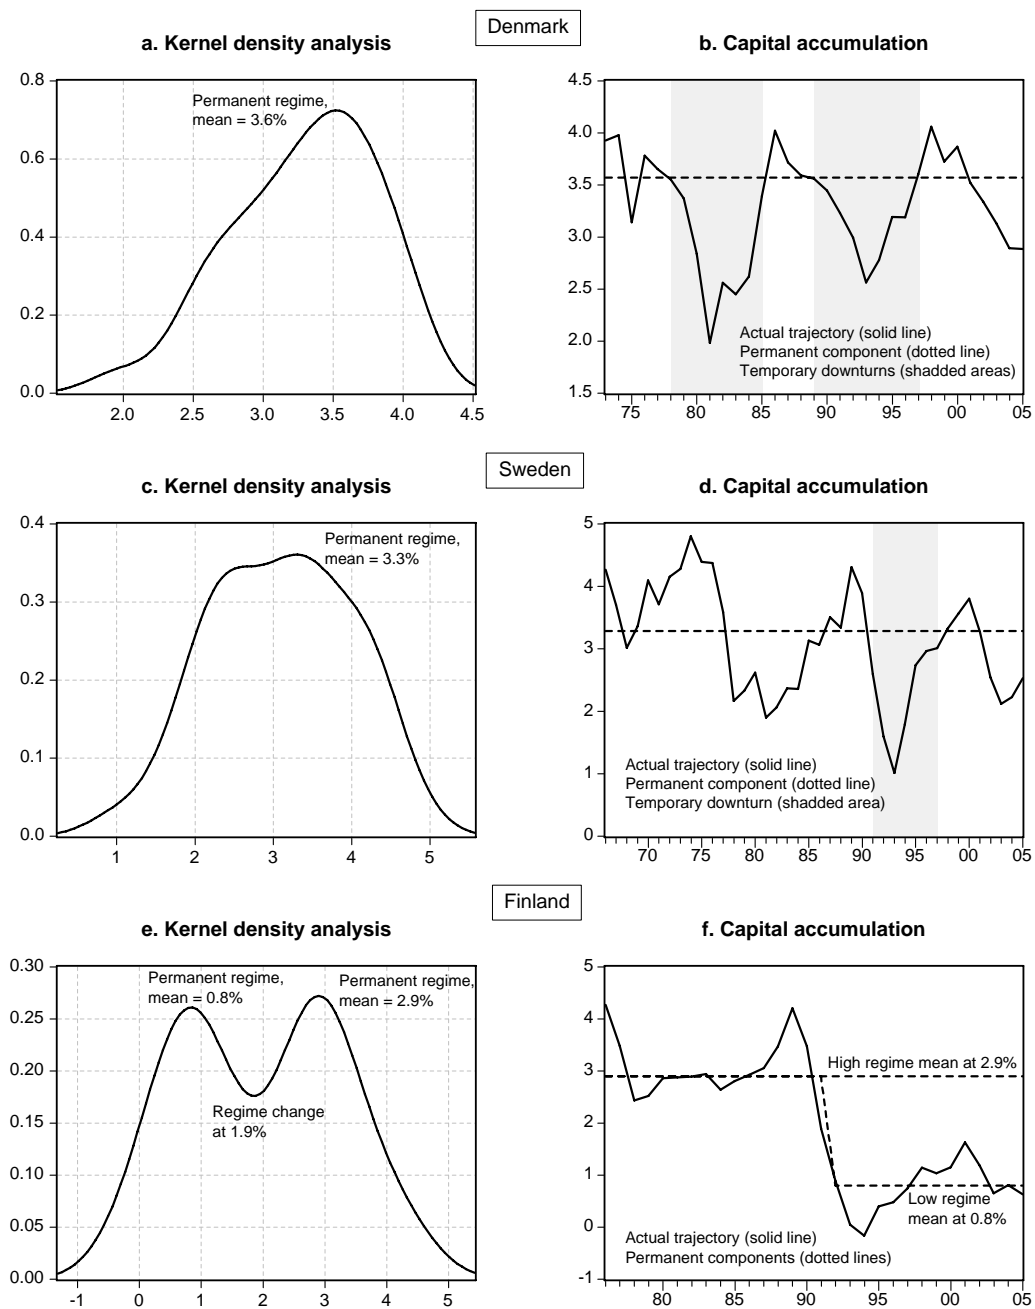 Denmark
a. Kernel density analysis
0.8
0.6
0.4
0.2
0.0
Permanent regime,
mean = 3.6%
2.0 2.5 3.0 3.5 4.0 4.5
b. Capital accumulation
4.5
4.0
3.5
3.0
2.5
2.0
1.5
Actual trajectory (solid line)
Permanent component (dotted line)
Temporary downturns (shadded areas)
75 80 85 90 95 00 05
Sweden
c. Kernel density analysis
0.4
0.3
0.2
0.1
0.0
Permanent regime,
mean = 3.3%
1 2 3 4 5
d. Capital accumulation
5
4
3
2
1
0
Actual trajectory (solid line)
Permanent component (dotted line)
Temporary downturn (shadded area)
70 75 80 85 90 95 00 05
Finland
e. Kernel density analysis
0.30
0.25
0.20
0.15
0.10
0.05
0.00
Permanent regime,
mean = 0.8%
Permanent regime,
mean = 2.9%
Regime change
at 1.9%
-1 0 1 2 3 4 5
f. Capital accumulation
5
4
3
2
1
0
-1
High regime mean at 2.9%
Low regime
mean at 0.8%
Actual trajectory (solid line)
Permanent components (dotted lines)
80 85 90 95 00 05